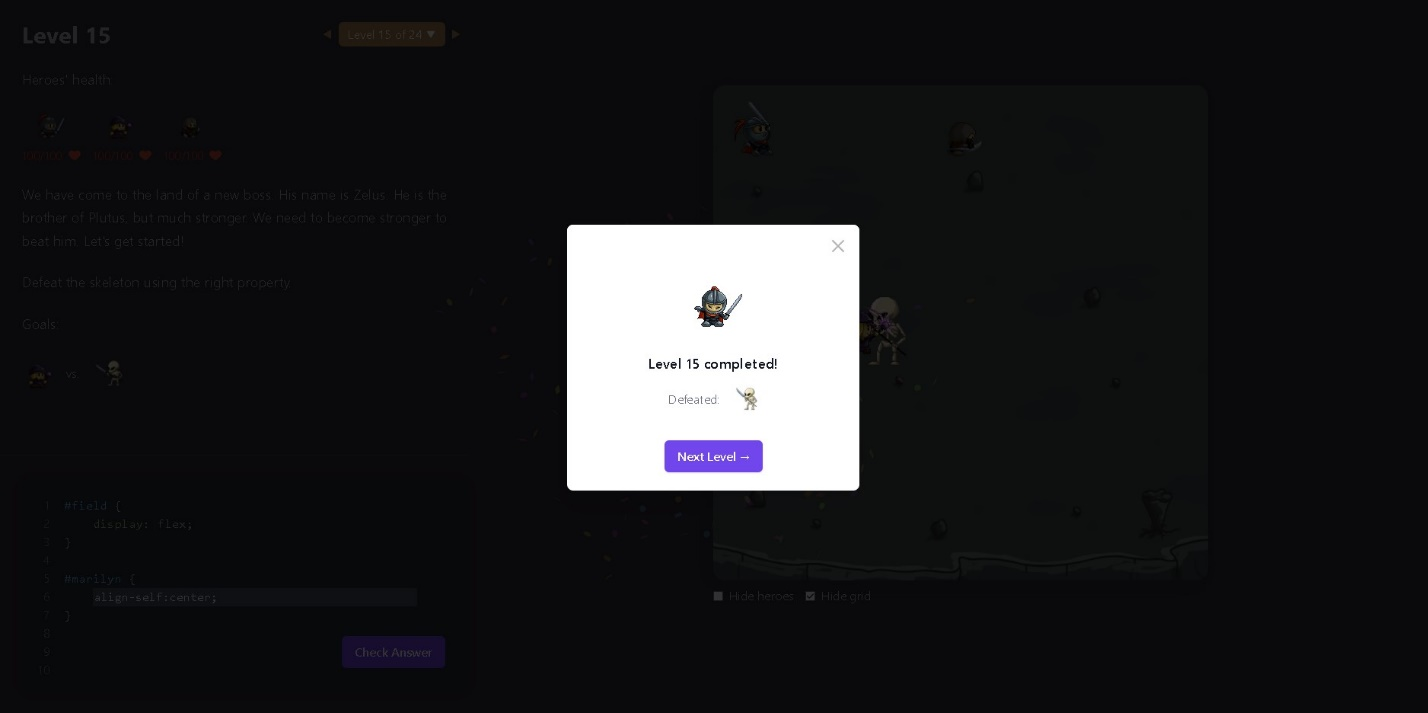 Level 15
Level 15 of 24 ▼
Heroes' health:
100/100 100/100 100/100
We have come to the land of a new boss. His name is Zelus. He is the
brother of Plutus, but much stronger. We need to become stronger to
beat him. Let's get started!
Defeat the skeleton using the right property.
Goals:
vs
1 #field {
2 display: flex;
3 }
4
5 #marilyn {
6 align-self:center;
7 }
8
9
10
Check Answer
Level 15 completed!
Defeated:
Next Level →
Hide heroes Hide grid